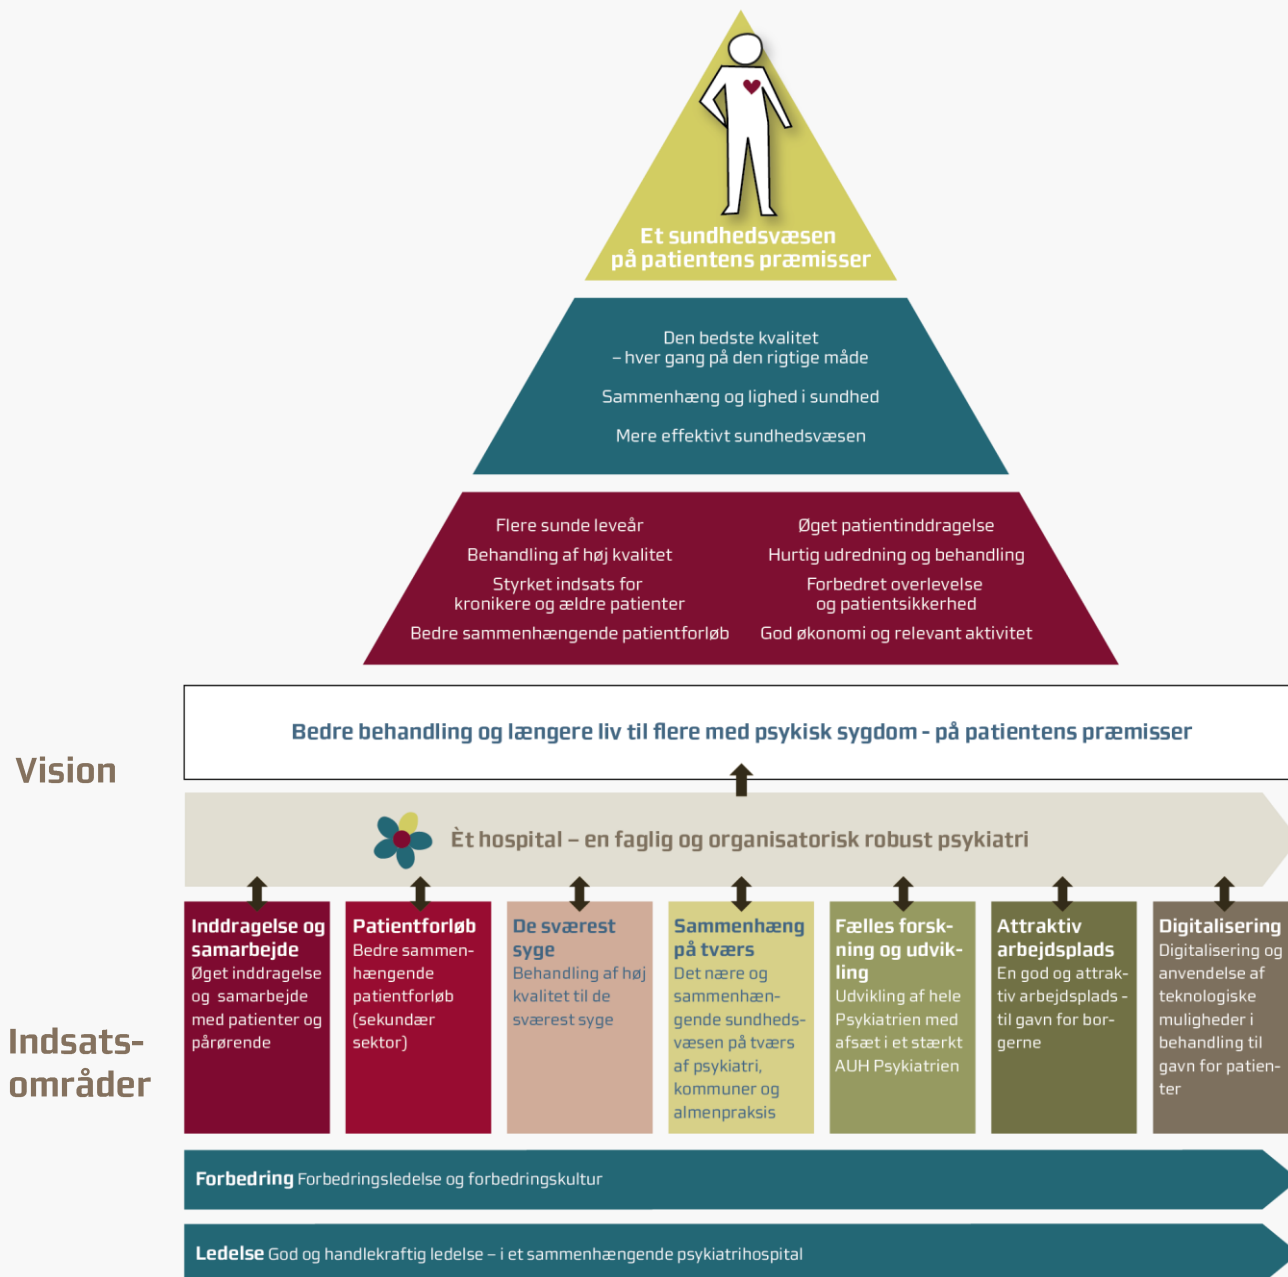 Et sundhedsvæsen
på patientens præmisser
Den bedste kvalitet
– hver gang på den rigtige måde
Sammenhæng og lighed i sundhed
Mere effektivt sundhedsvæsen
Flere sunde leveår
Behandling af høj kvalitet
Styrket indsats for
kronikere og ældre patienter
Bedre sammenhængende patientforløb
Øget patientinddragelse
Hurtig udredning og behandling
Forbedret overlevelse
og patientsikkerhed
God økonomi og relevant aktivitet
Vision
Bedre behandling og længere liv til flere med psykisk sygdom - på patientens præmisser
Èt hospital – en faglig og organisatorisk robust psykiatri
Indsats-
områder
Inddragelse og
samarbejde
Øget inddragelse
og samarbejde
med patienter og
pårørende
Patientforløb
Bedre sammen-
hængende
patientforløb
(sekundær
sektor)
De sværest
syge
Behandling af høj
kvalitet til de
sværest syge
Sammenhæng
på tværs
Det nære og
sammenhæn-
gende sundheds-
væsen på tværs
af psykiatri,
kommuner og
almenpraksis
Fælles forsk-
ning og udvik-
ling
Udvikling af hele
Psykiatrien med
afsæt i et stærkt
AUH Psykiatrien
Attraktiv
arbejdsplads
En god og attrak-
tiv arbejdsplads -
til gavn for bor-
gerne
Digitalisering
Digitalisering og
anvendelse af
teknologiske
muligheder i
behandling til
gavn for patien-
ter
Forbedring Forbedringsledelse og forbedringskultur
Ledelse God og handlekraftig ledelse – i et sammenhængende psykiatrihospital